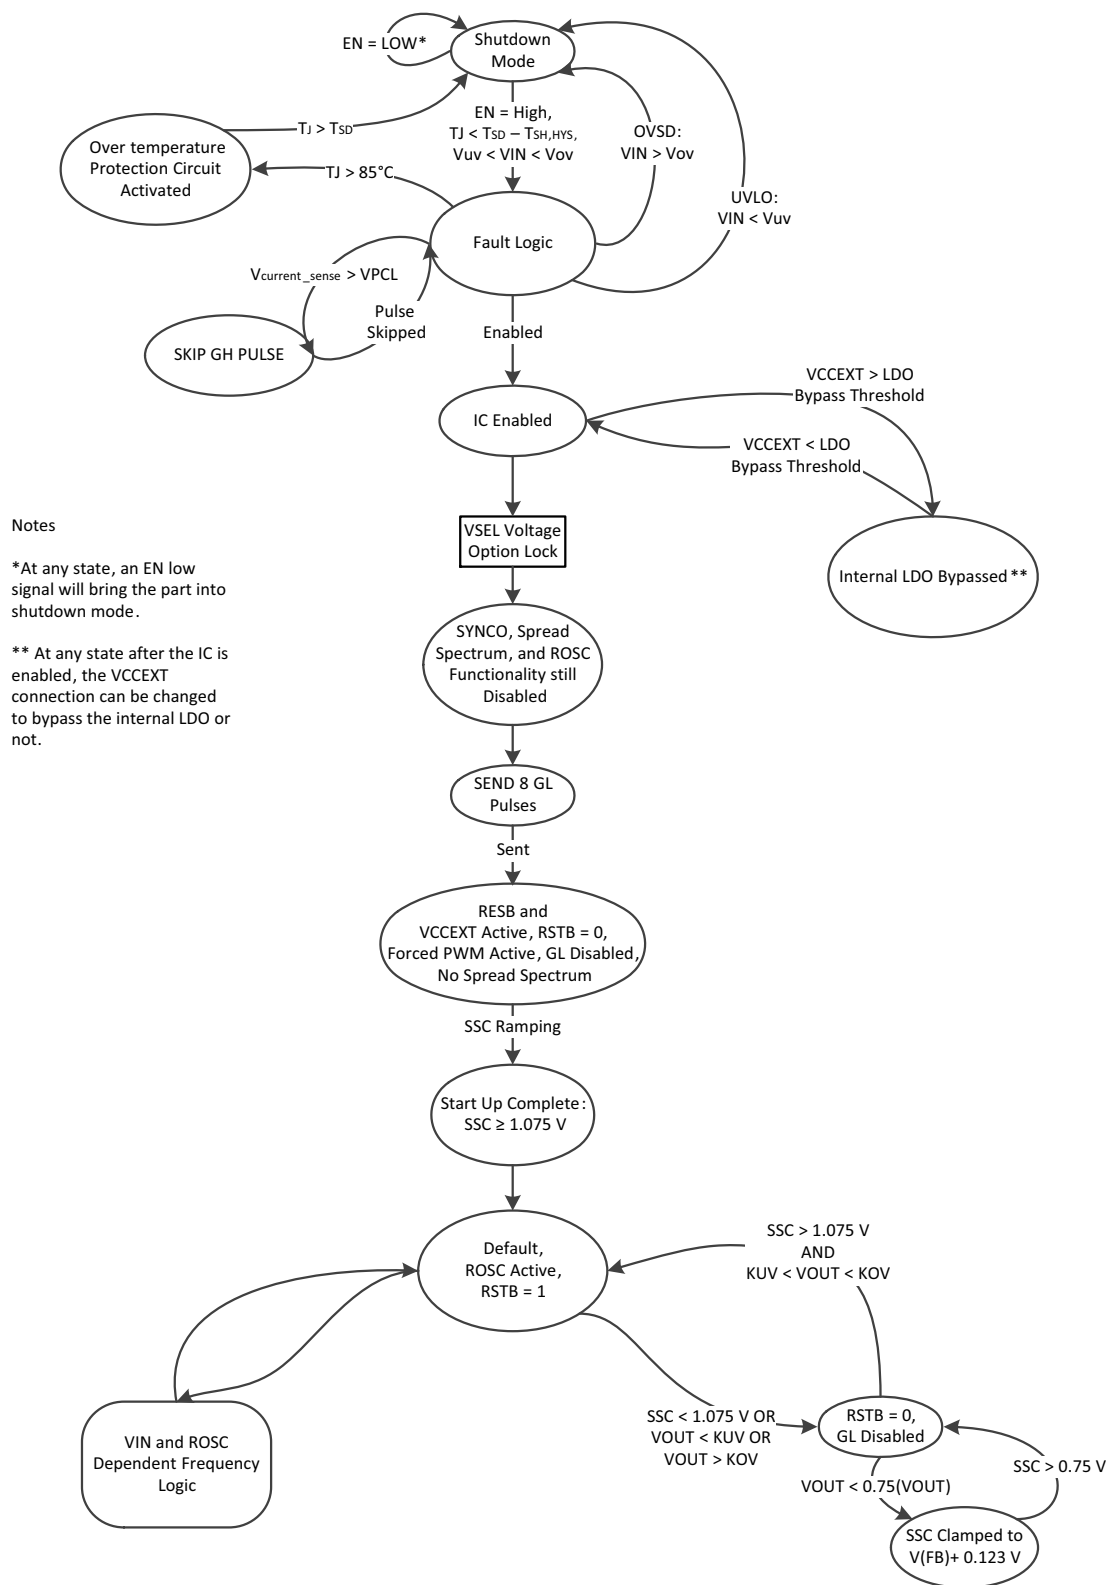 EN = LOW*
Shutdown
Mode
EN = High,
TJ < TSD – TSH,HYS,
Vuv < VIN < Vov
OVSD:
VIN > Vov
UVLO:
VIN < Vuv
TJ > TSD
Over temperature
Protection Circuit
Activated
TJ > 85°C
Fault Logic
Vcurrent_sense > VPCL
Pulse
Skipped
SKIP GH PULSE
Enabled
IC Enabled
VCCEXT > LDO
Bypass Threshold
VCCEXT < LDO
Bypass Threshold
Internal LDO Bypassed **
VSEL Voltage
Option Lock
Notes
*At any state, an EN low
signal will bring the part into
shutdown mode.
** At any state after the IC is
enabled, the VCCEXT
connection can be changed
to bypass the internal LDO or
not.
SYNCO, Spread
Spectrum, and ROSC
Functionality still
Disabled
SEND 8 GL
Pulses
Sent
RESB and
VCCEXT Active, RSTB = 0,
Forced PWM Active, GL Disabled,
No Spread Spectrum
SSC Ramping
Start Up Complete:
SSC ≥ 1.075 V
Default,
ROSC Active,
RSTB = 1
SSC > 1.075 V
AND
KUV < VOUT < KOV
VIN and ROSC
Dependent Frequency
Logic
SSC < 1.075 V OR
VOUT < KUV OR
VOUT > KOV
RSTB = 0,
GL Disabled
VOUT < 0.75(VOUT)
SSC > 0.75 V
SSC Clamped to
V(FB)+ 0.123 V